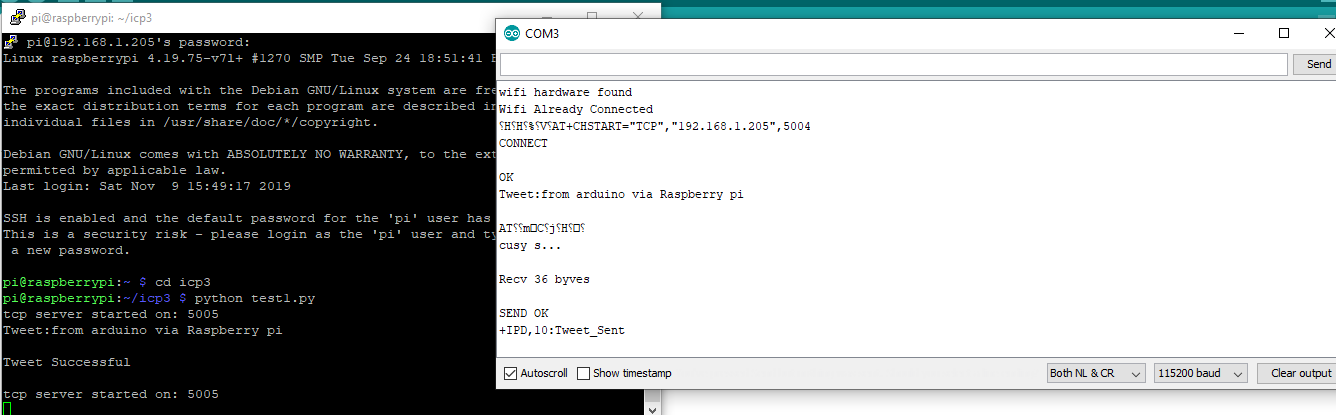 pi@raspberrypi: ~/icp3
pi@192.168.1.205's password:
Linux raspberrypi 4.19.75-v7l+ #1270 SMP Tue Sep 24 18:51:41
The programs included with the Debian GNU/Linux system are fre
the exact distribution terms for each program are described in
individual files in /usr/share/doc/*/copyright.
Debian GNU/Linux comes with ABSOLUTELY NO WARRANTY, to the ext
permitted by applicable law.
Last login: Sat Nov  9 15:49:17 2019
SSH is enabled and the default password for the 'pi' user has
This is a security risk - please login as the 'pi' user and ty
a new password.
pi@raspberrypi:~ $ cd icp3
pi@raspberrypi:~/icp3 $ python test1.py
tcp server started on: 5005
Tweet:from arduino via Raspberry pi
Tweet Successful
tcp server started on: 5005
COM3
Send
wifi hardware found
Wifi Already Connected
⸮H⸮H⸮%⸮V⸮AT+CHSTART="TCP","192.168.1.205",5004
CONNECT
OK
Tweet:from arduino via Raspberry pi
AT⸮⸮m□C⸮j⸮H⸮□⸮
cusy s...
Recv 36 byves
SEND OK
+IPD,10:Tweet_Sent
Autoscroll
Show timestamp
Both NL & CR
115200 baud
Clear output